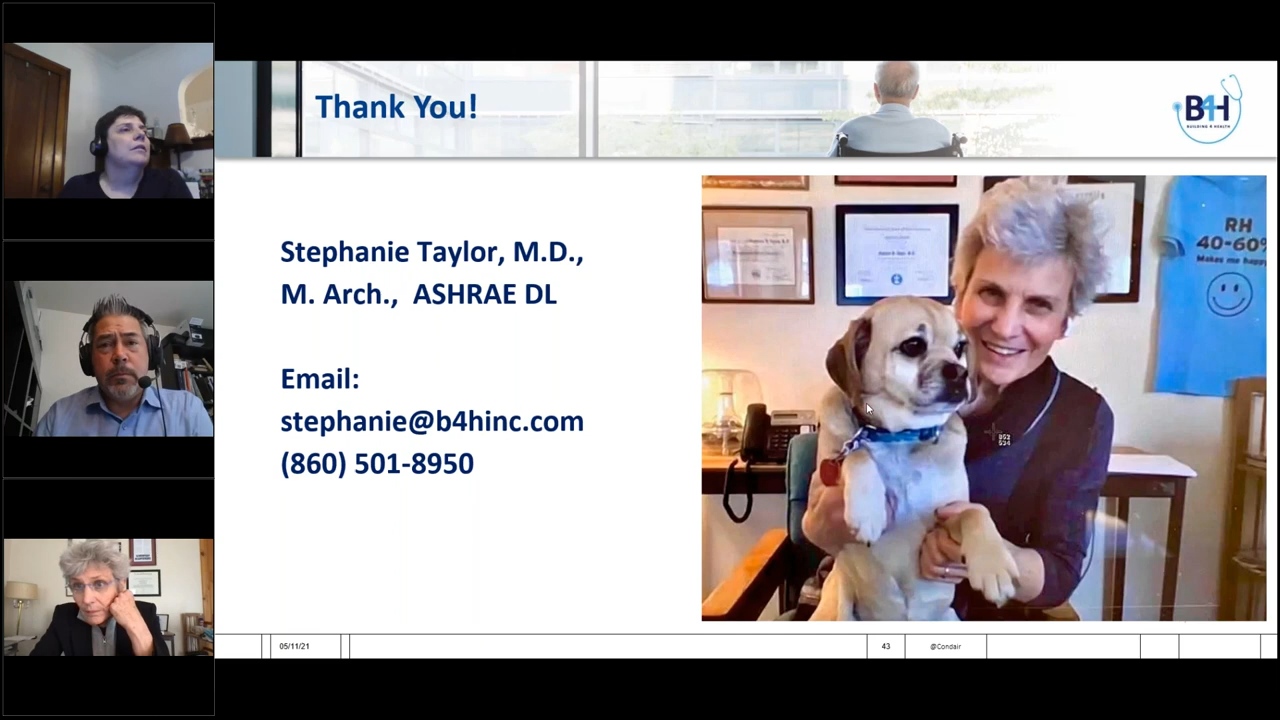 Thank You!
B4H
BUILDING 4 HEALTH
Stephanie Taylor, M.D.,
M. Arch., ASHRAE DL
Email:
stephanie@b4hinc.com
(860) 501-8950
RH
40-60%
Makes me happy
05/11/21
43
@Condair